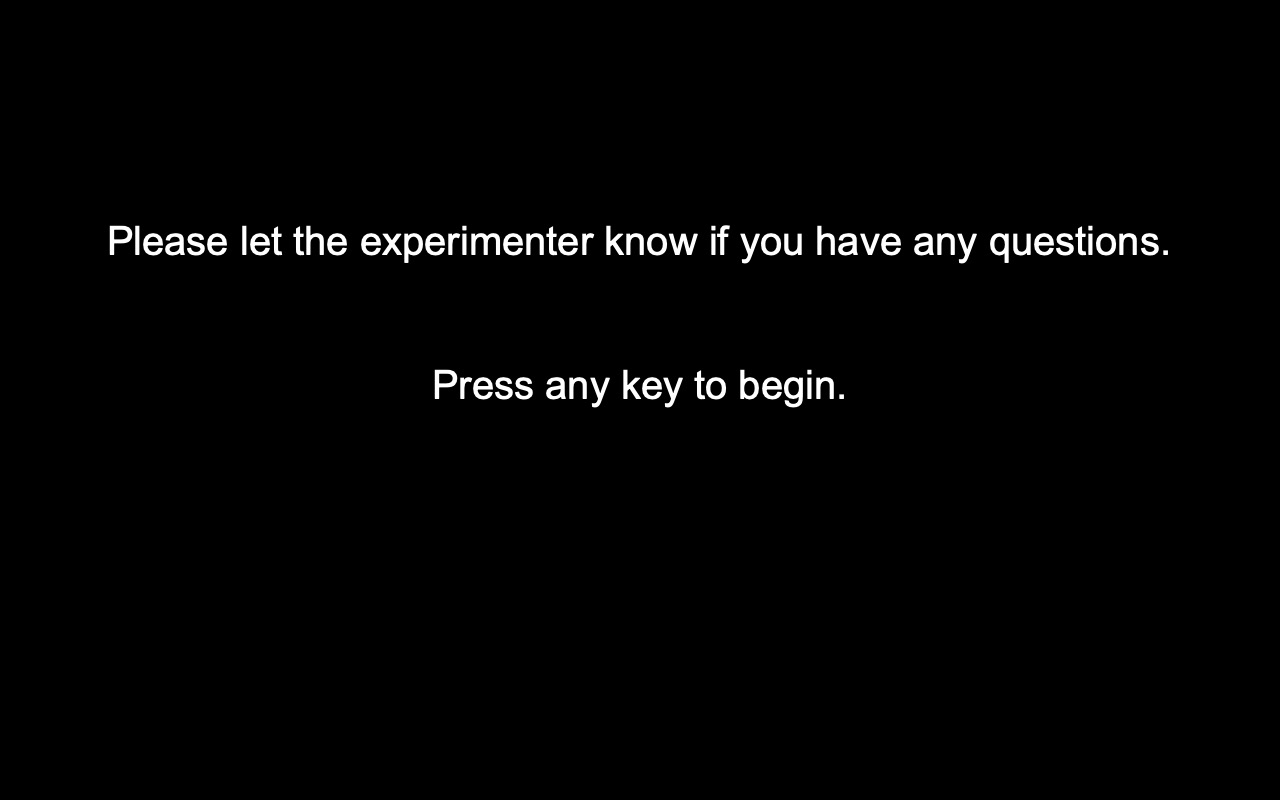 Please let the experimenter know if you have any questions.
Press any key to begin.